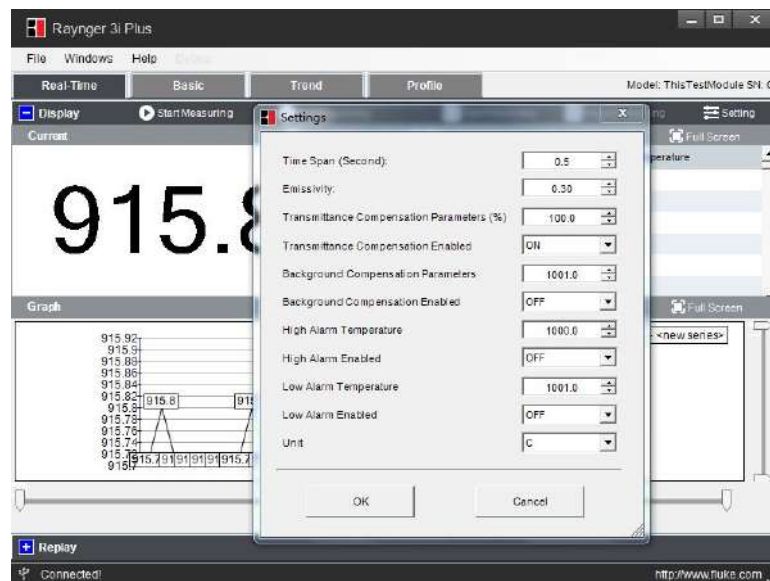 Raynger 3i Plus
File Windows Help
Real-Time Basic Trend Profile Model: ThisTestModule SN:
Display Start Measuring Settings X Setting
Current Full Screen
915.8
Time Span (Second): 0.5
Emissivity: 0.30
Transmittance Compensation Parameters (%) 100.0
Transmittance Compensation Enabled ON
Background Compensation Parameters 1001.0
Background Compensation Enabled OFF
Graph Full Screen
High Alarm Temperature 1000.0
<new series>
High Alarm Enabled OFF
Low Alarm Temperature 1001.0
Low Alarm Enabled OFF
Unit C
915.92
915.9
915.88
915.86
915.84
915.82
915.8
915.78
915.76
915.74
915.7
915.8
OK Cancel
Replay
Connected! http://www.fluke.com